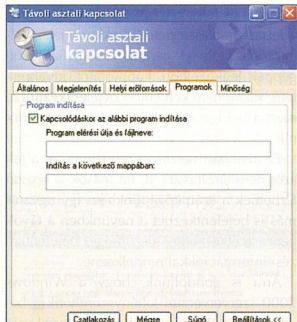 Távoli asztali kapcsolat
Távoli asztali
kapcsolat
Általános Megjelenítés Helyi erőforrások Programok Minőség
Program indítása
Kapcsolódáskor az alábbi program indítása
Program elérési útja és fájlneve:
Indítás a következő mappában:
Csatlakozás Mégse Súgó Beállítások <<